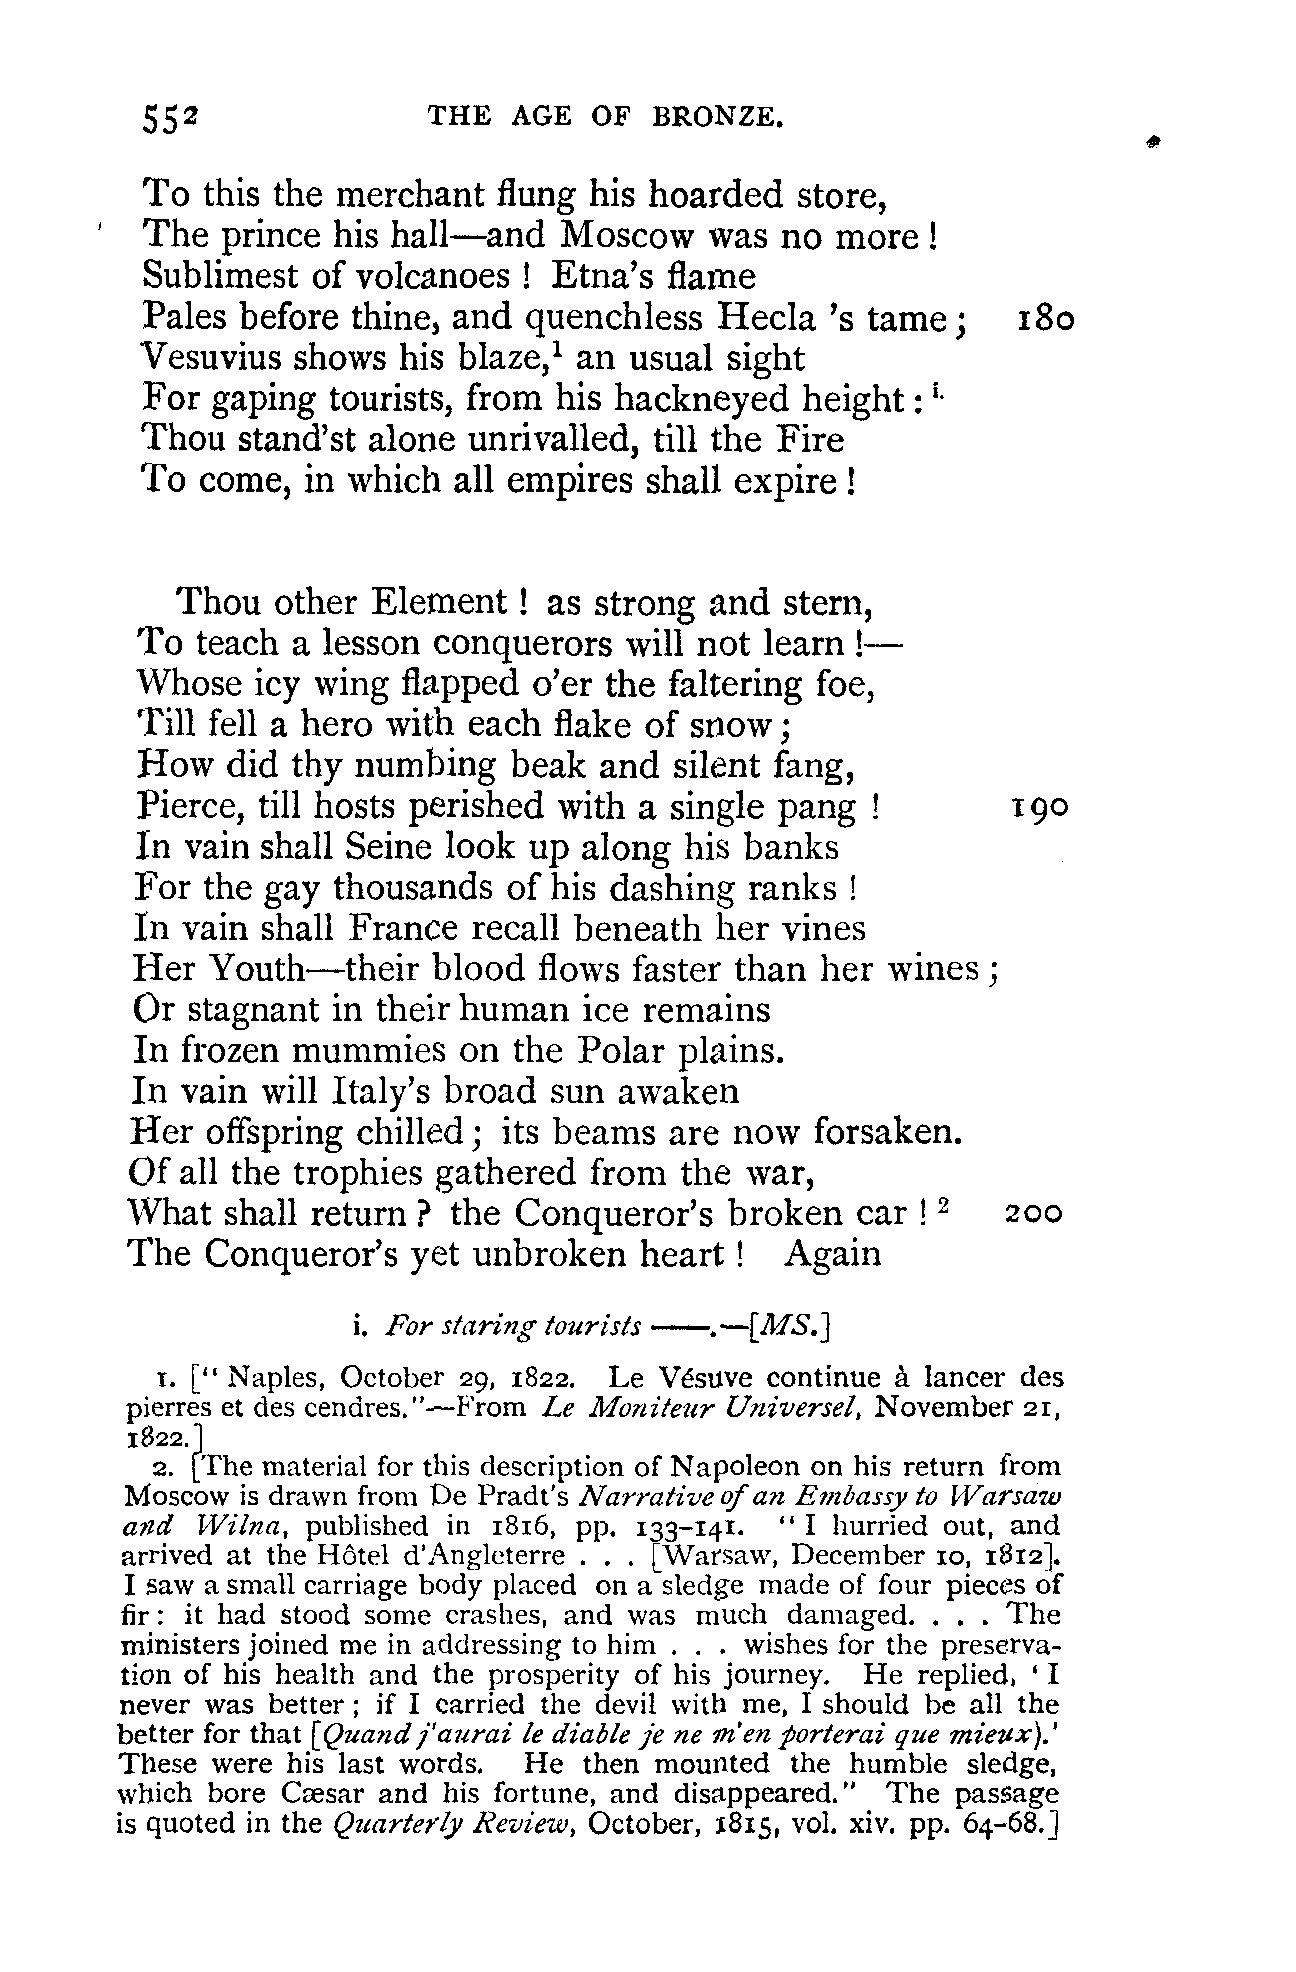 552 THE AGE OF BRONZE.
To this the merchant flung his hoarded store,
The prince his hall—and Moscow was no more!
Sublimest of volcanoes! Etna's flame
Pales before thine, and quenchless Hecla 's tame; 180
Vesuvius shows his blaze,¹ an usual sight
For gaping tourists, from his hackneyed height: i.
Thou stand'st alone unrivalled, till the Fire
To come, in which all empires shall expire!
Thou other Element! as strong and stern,
To teach a lesson conquerors will not learn!—
Whose icy wing flapped o'er the faltering foe,
Till fell a hero with each flake of snow;
How did thy numbing beak and silent fang,
Pierce, till hosts perished with a single pang! 190
In vain shall Seine look up along his banks
For the gay thousands of his dashing ranks!
In vain shall France recall beneath her vines
Her Youth—their blood flows faster than her wines;
Or stagnant in their human ice remains
In frozen mummies on the Polar plains.
In vain will Italy's broad sun awaken
Her offspring chilled; its beams are now forsaken.
Of all the trophies gathered from the war,
What shall return? the Conqueror's broken car!² 200
The Conqueror's yet unbroken heart! Again
i. For staring tourists ——.—[MS.]
1. ["Naples, October 29, 1822. Le Vésuve continue à lancer des
pierres et des cendres."—From Le Moniteur Universel, November 21,
1822.]
2. [The material for this description of Napoleon on his return from
Moscow is drawn from De Pradt's Narrative of an Embassy to Warsaw
and Wilna, published in 1816, pp. 133-141. "I hurried out, and
arrived at the Hôtel d'Angleterre . . . [Warsaw, December 10, 1812].
I saw a small carriage body placed on a sledge made of four pieces of
fir: it had stood some crashes, and was much damaged. . . . The
ministers joined me in addressing to him . . . wishes for the preserva-
tion of his health and the prosperity of his journey. He replied, 'I
never was better; if I carried the devil with me, I should be all the
better for that [Quand j'aurai le diable je ne m'en porterai que mieux).'
These were his last words. He then mounted the humble sledge,
which bore Cæsar and his fortune, and disappeared." The passage
is quoted in the Quarterly Review, October, 1815, vol. xiv. pp. 64-68.]